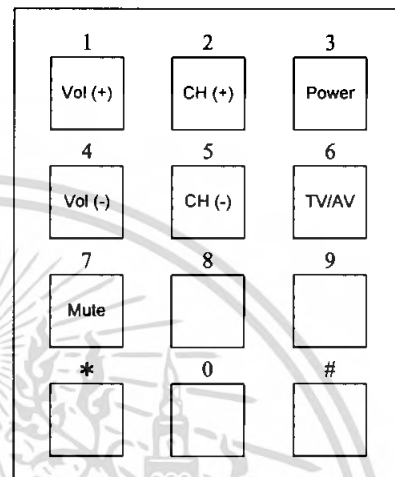 1 2 3
Vol (+) CH (+) Power
4 5 6
Vol (-) CH (-) TV/AV
7 8 9
Mute
* 0 #